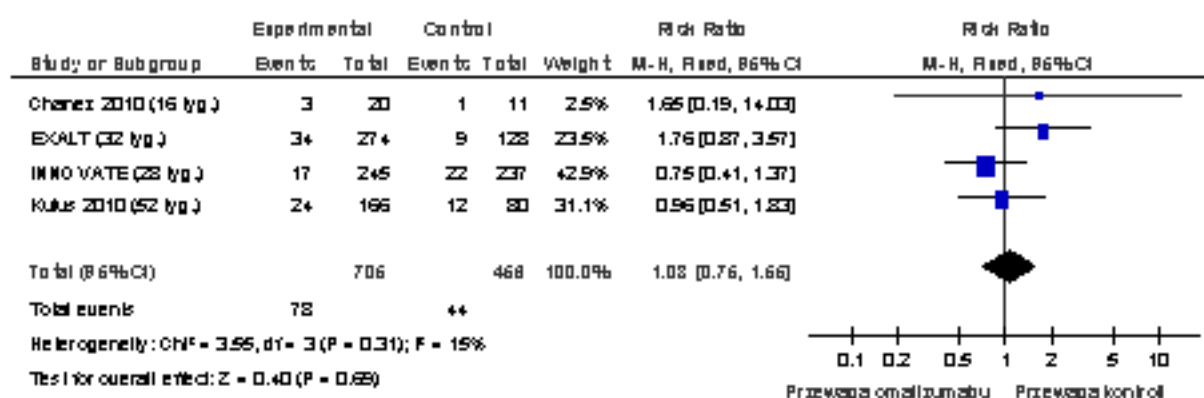 Experimental Control Risk Ratio Risk Ratio
Study or Subgroup Events Total Events Total Weight M-H, Fixed, 95% CI M-H, Fixed, 95% CI
Chanez 2010 (16 tyg.) 3 20 1 11 2.5% 1.65 [0.19, 14.03]
EXALT (32 tyg.) 34 274 9 128 23.5% 1.76 [0.87, 3.57]
INNOVATE (28 tyg.) 17 245 22 237 42.9% 0.75 [0.41, 1.37]
Kulus 2010 (52 tyg.) 24 166 12 80 31.1% 0.96 [0.51, 1.83]
Total (95% CI) 705 456 100.0% 1.08 [0.75, 1.55]
Total events 78 44
Heterogeneity: Chi² = 3.55, df = 3 (P = 0.31); I² = 15%
Test for overall effect: Z = 0.40 (P = 0.69)
0.1 0.2 0.5 1 2 5 10
Przewaga omalizumabu Przewaga kontroli